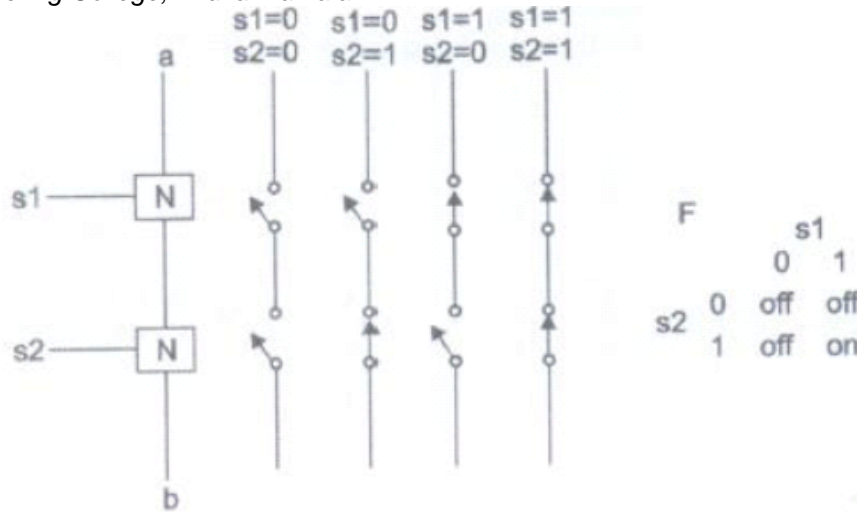 s1=0 s1=0 s1=1 s1=1
a s2=0 s2=1 s2=0 s2=1
s1 N
F s1
0 1
s2 0 off off
1 off on
s2 N
b